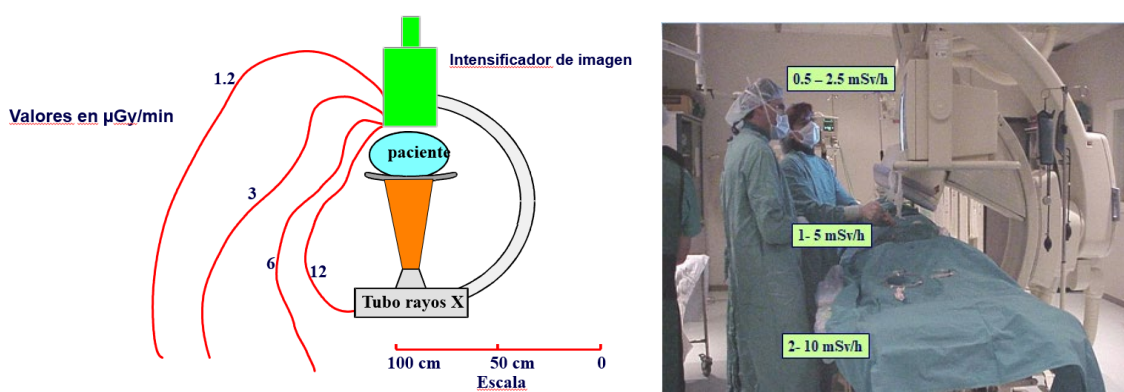 Intensificador de imagen
1.2
Valores en µGy/min
paciente
3
6
12
Tubo rayos X
100 cm 50 cm 0
Escala
0.5 – 2.5 mSv/h
1- 5 mSv/h
2- 10 mSv/h